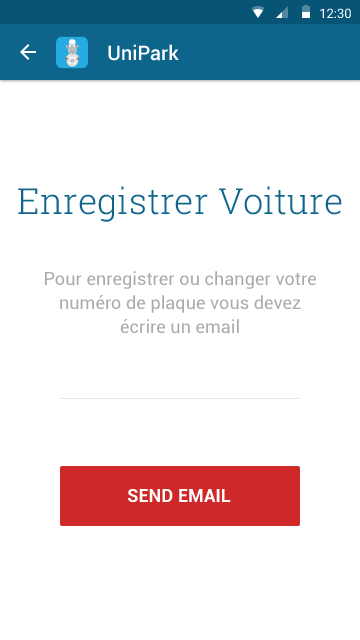 12:30
UniPark
Enregistrer Voiture
Pour enregistrer ou changer votre
numéro de plaque vous devez
écrire un email
SEND EMAIL